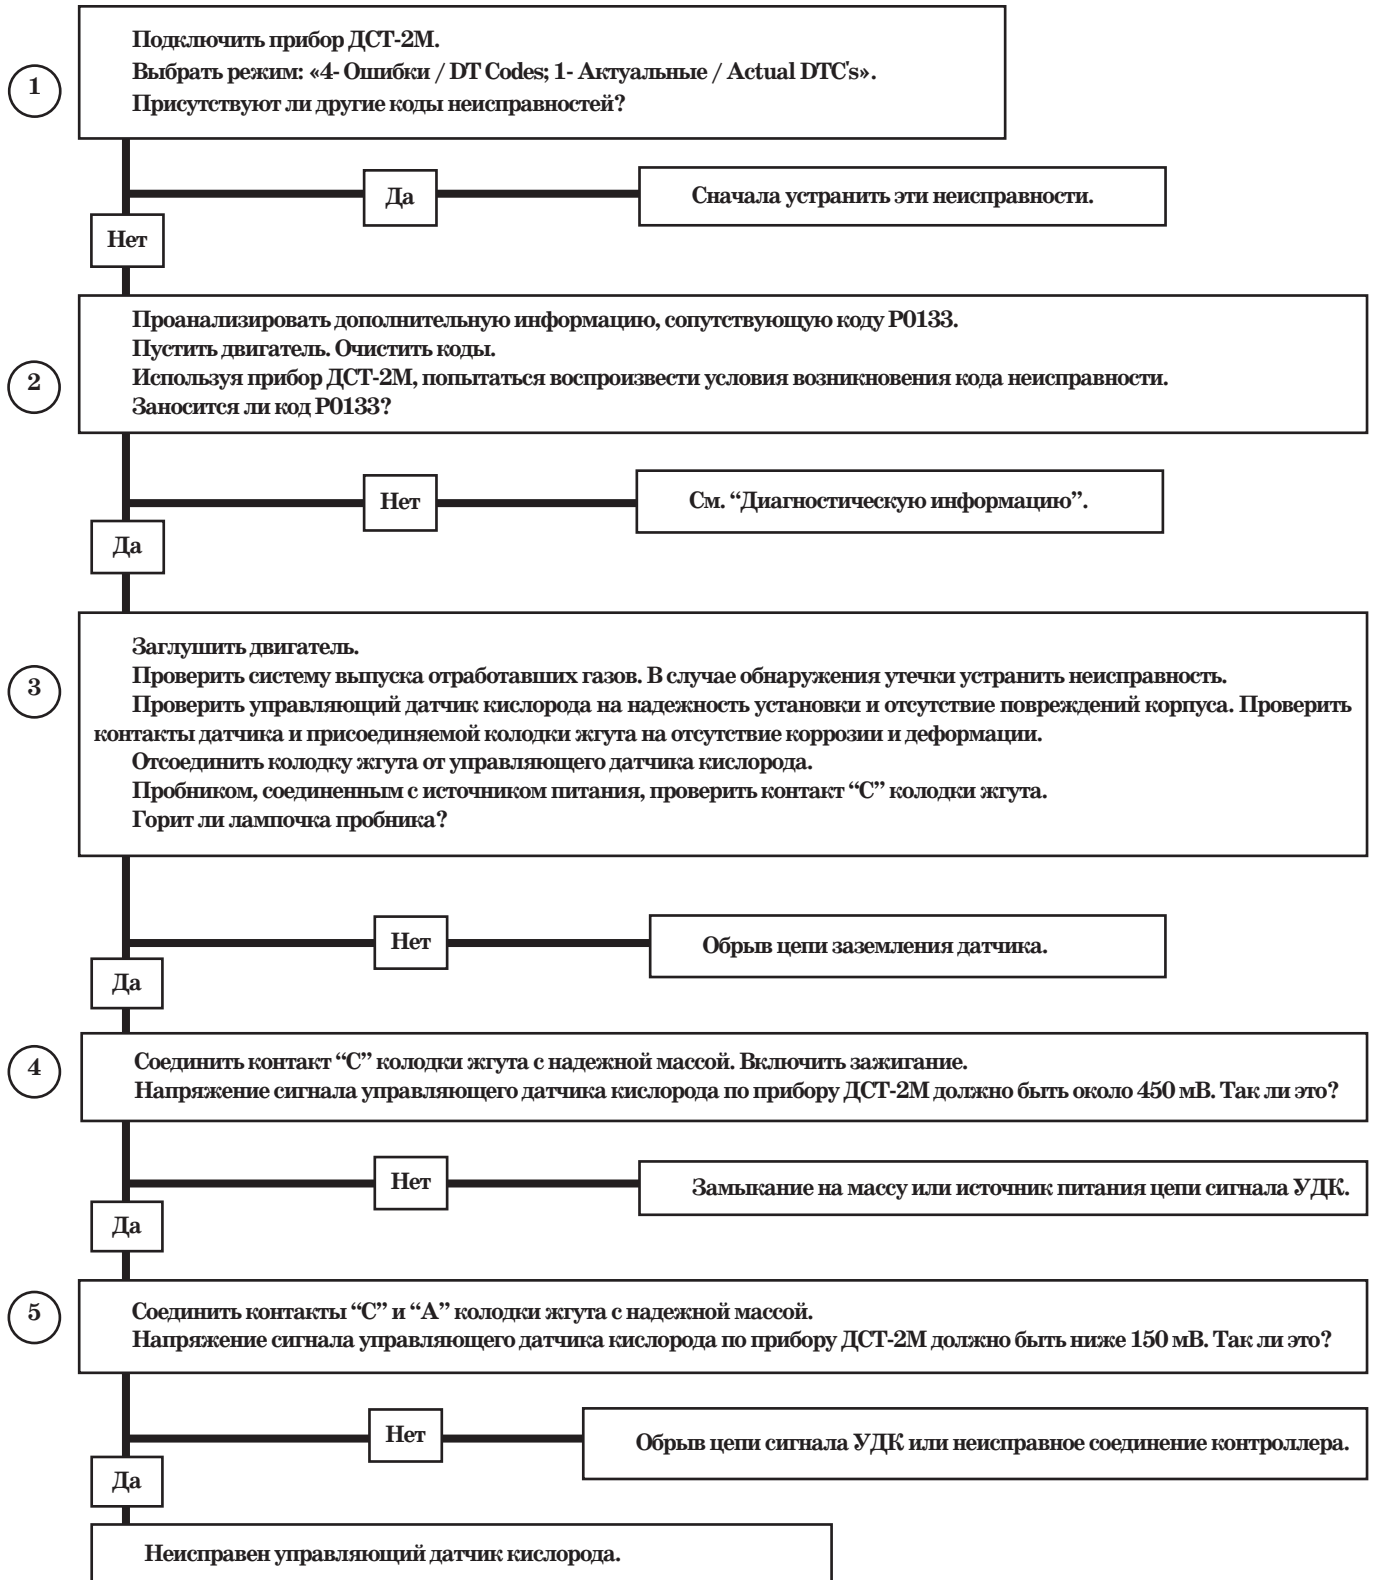 1
Подключить прибор ДСТ-2М.
Выбрать режим: «4- Ошибки / DT Codes; 1- Актуальные / Actual DTC's».
Присутствуют ли другие коды неисправностей?
Да
Сначала устранить эти неисправности.
Нет
2
Проанализировать дополнительную информацию, сопутствующую коду Р0133.
Пустить двигатель. Очистить коды.
Используя прибор ДСТ-2М, попытаться воспроизвести условия возникновения кода неисправности.
Заносится ли код Р0133?
Нет
См. “Диагностическую информацию”.
Да
3
Заглушить двигатель.
Проверить систему выпуска отработавших газов. В случае обнаружения утечки устранить неисправность.
Проверить управляющий датчик кислорода на надежность установки и отсутствие повреждений корпуса. Проверить
контакты датчика и присоединяемой колодки жгута на отсутствие коррозии и деформации.
Отсоединить колодку жгута от управляющего датчика кислорода.
Пробником, соединенным с источником питания, проверить контакт “С” колодки жгута.
Горит ли лампочка пробника?
Нет
Обрыв цепи заземления датчика.
Да
4
Соединить контакт “С” колодки жгута с надежной массой. Включить зажигание.
Напряжение сигнала управляющего датчика кислорода по прибору ДСТ-2М должно быть около 450 мВ. Так ли это?
Нет
Замыкание на массу или источник питания цепи сигнала УДК.
Да
5
Соединить контакты “С” и “А” колодки жгута с надежной массой.
Напряжение сигнала управляющего датчика кислорода по прибору ДСТ-2М должно быть ниже 150 мВ. Так ли это?
Нет
Обрыв цепи сигнала УДК или неисправное соединение контроллера.
Да
Неисправен управляющий датчик кислорода.